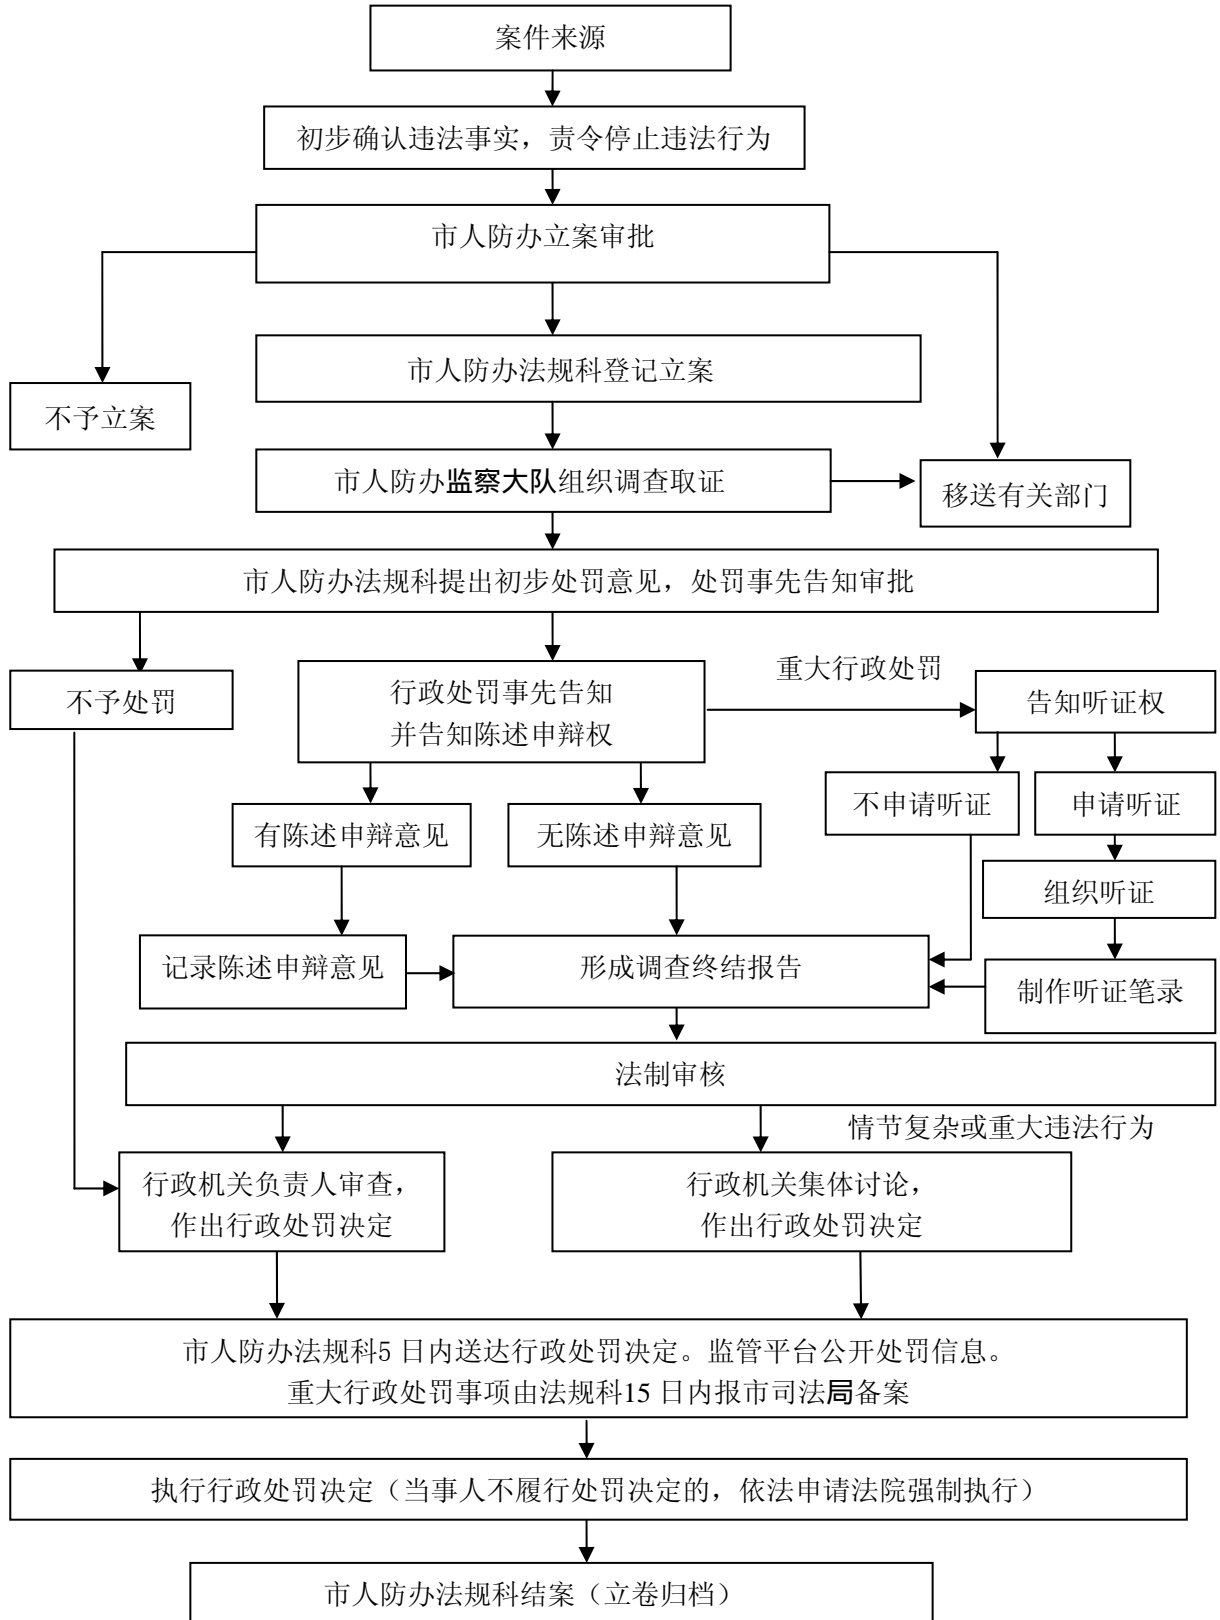 案件来源
初步确认违法事实，责令停止违法行为
市人防办立案审批
市人防办法规科登记立案
不予立案
市人防办监察大队组织调查取证
移送有关部门
市人防办法规科提出初步处罚意见，处罚事先告知审批
不予处罚
行政处罚事先告知
并告知陈述申辩权
重大行政处罚
告知听证权
不申请听证
申请听证
有陈述申辩意见
无陈述申辩意见
组织听证
记录陈述申辩意见
形成调查终结报告
制作听证笔录
法制审核
情节复杂或重大违法行为
行政机关负责人审查，
作出行政处罚决定
行政机关集体讨论，
作出行政处罚决定
市人防办法规科5 日内送达行政处罚决定。监管平台公开处罚信息。
重大行政处罚事项由法规科15 日内报市司法局备案
执行行政处罚决定（当事人不履行处罚决定的，依法申请法院强制执行）
市人防办法规科结案（立卷归档）